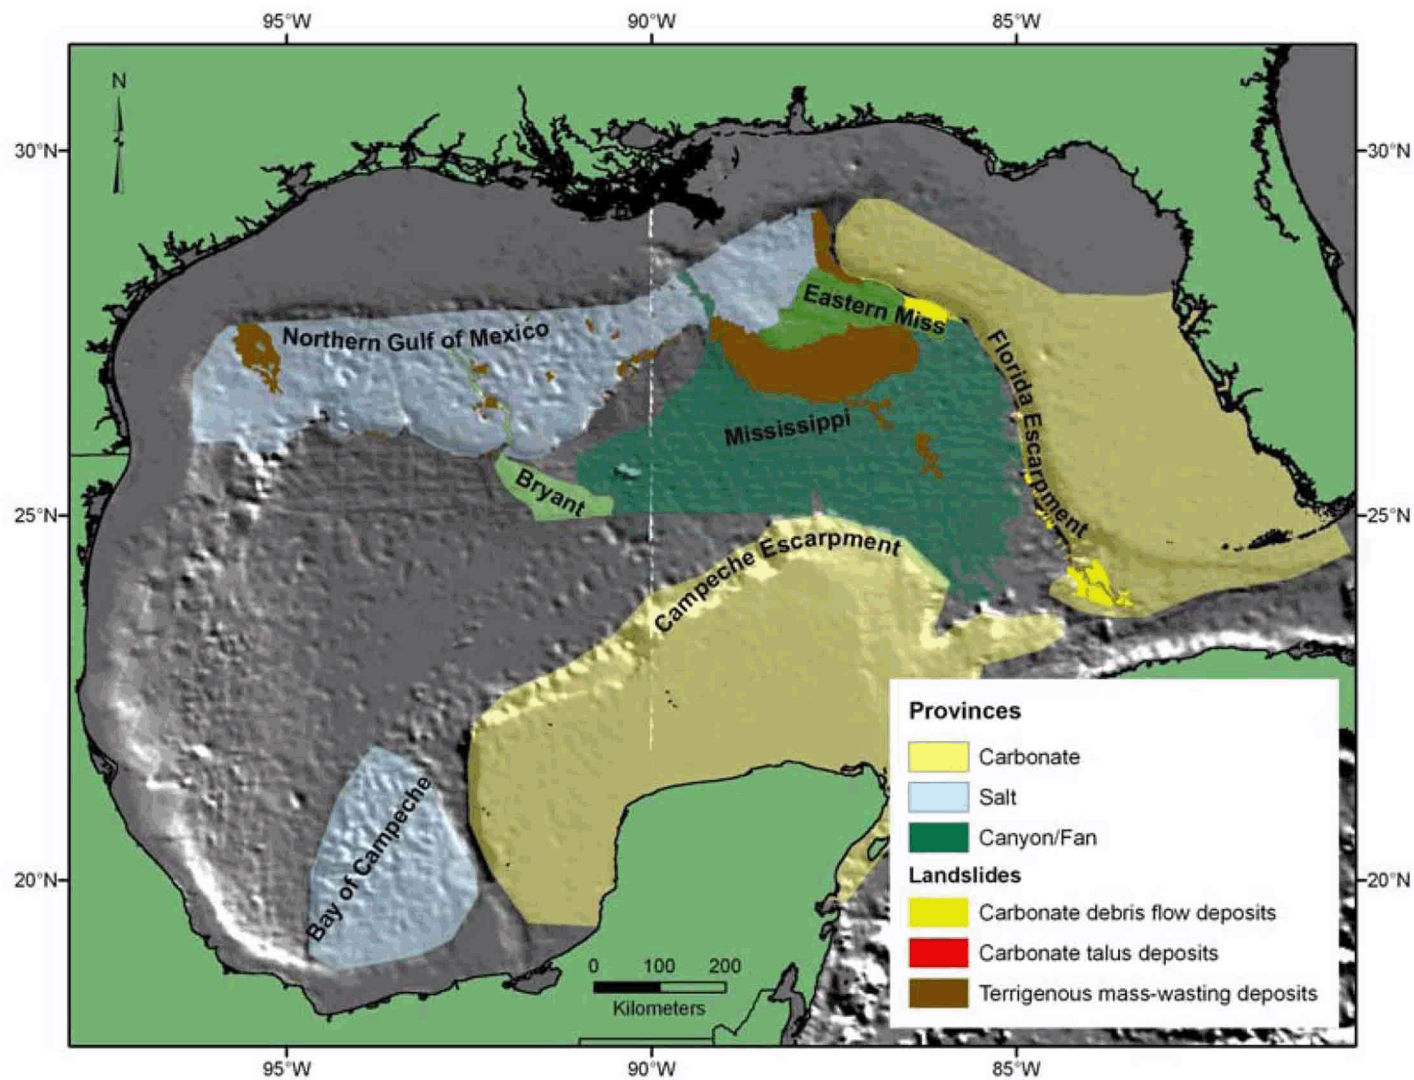 95°W 90°W 85°W
N
30°N 30°N
Eastern Miss
Northern Gulf of Mexico
Florida Escarpment
Mississippi
Bryant
25°N 25°N
Campeche Escarpment
Provinces
Carbonate
Bay of Campeche
Salt
Canyon/Fan
Landslides
20°N 20°N
Carbonate debris flow deposits
Carbonate talus deposits
0 100 200
Terrigenous mass-wasting deposits
Kilometers
95°W 90°W 85°W